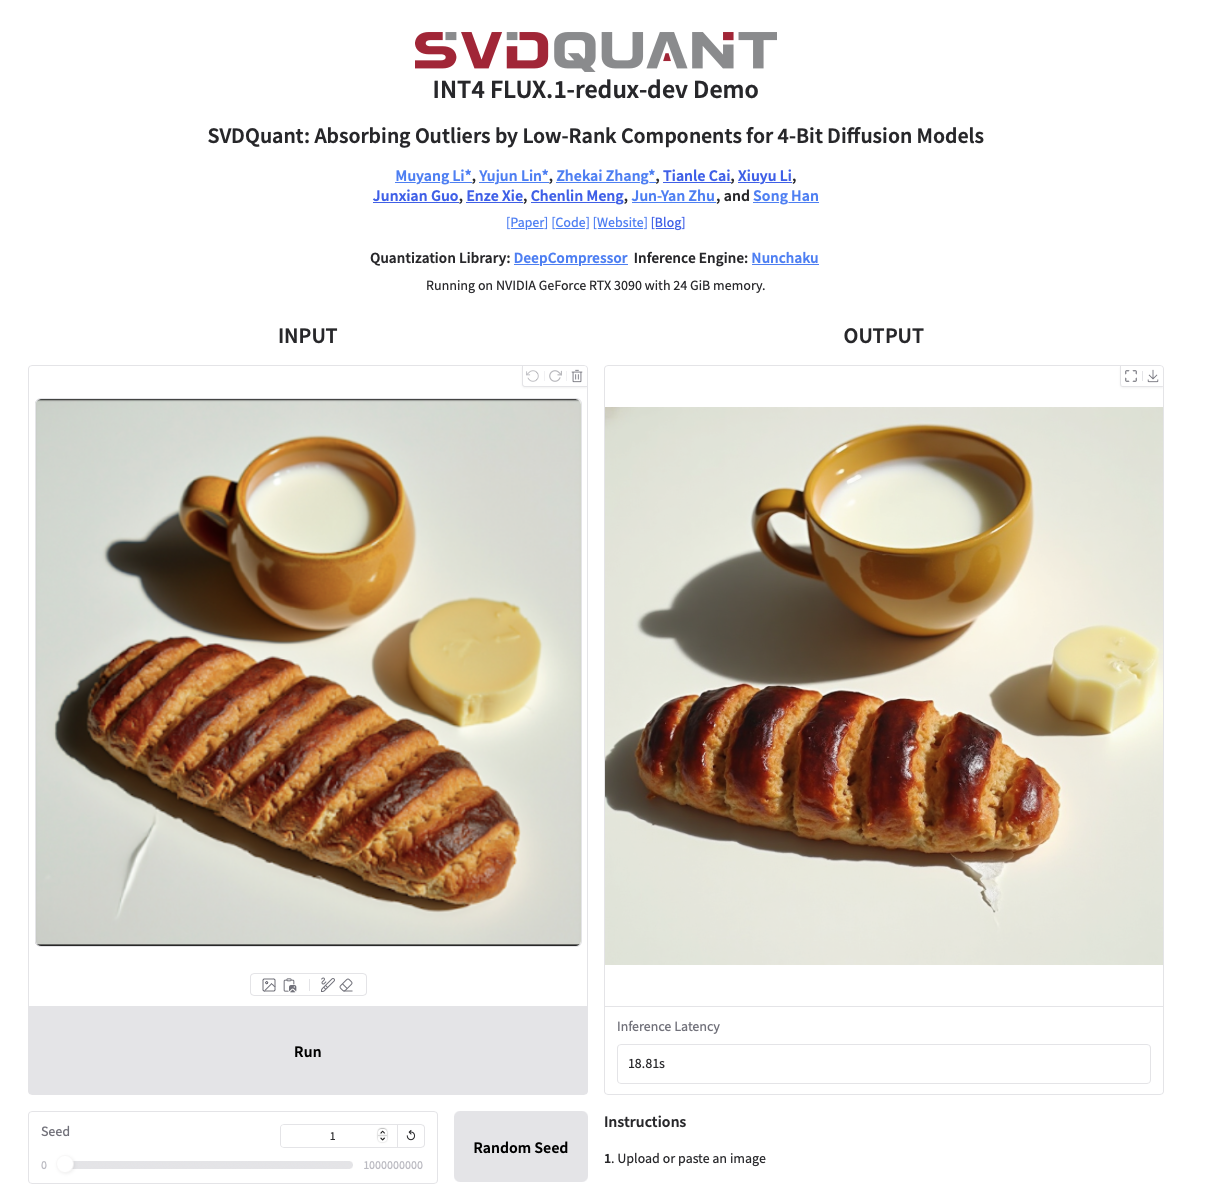 SVDQUANT
INT4 FLUX.1-redux-dev Demo
SVDQuant: Absorbing Outliers by Low-Rank Components for 4-Bit Diffusion Models
Muyang Li*, Yujun Lin*, Zhekai Zhang*, Tianle Cai, Xiuyu Li,
Junxian Guo, Enze Xie, Chenlin Meng, Jun-Yan Zhu, and Song Han
[Paper] [Code] [Website] [Blog]
Quantization Library: DeepCompressor Inference Engine: Nunchaku
Running on NVIDIA GeForce RTX 3090 with 24 GiB memory.
INPUT
OUTPUT
Run
Inference Latency
18.81s
Seed
1
0
1000000000
Random Seed
Instructions
1. Upload or paste an image